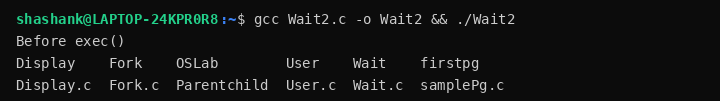 shashank@LAPTOP-24KPR0R8:~$ gcc Wait2.c -o Wait2 && ./Wait2
Before exec()
Display    Fork    OSLab        User    Wait    firstpg
Display.c  Fork.c  Parentchild  User.c  Wait.c  samplePg.c